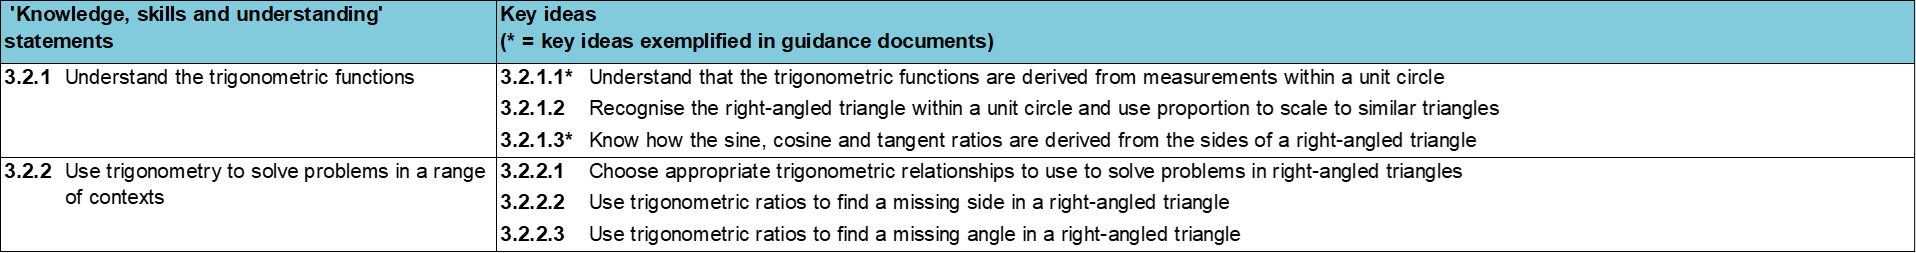 'Knowledge, skills and understanding' statements
Key ideas
(* = key ideas exemplified in guidance documents)
3.2.1 Understand the trigonometric functions
3.2.1.1* Understand that the trigonometric functions are derived from measurements within a unit circle
3.2.1.2 Recognise the right-angled triangle within a unit circle and use proportion to scale to similar triangles
3.2.1.3* Know how the sine, cosine and tangent ratios are derived from the sides of a right-angled triangle
3.2.2 Use trigonometry to solve problems in a range
of contexts
3.2.2.1 Choose appropriate trigonometric relationships to use to solve problems in right-angled triangles
3.2.2.2 Use trigonometric ratios to find a missing side in a right-angled triangle
3.2.2.3 Use trigonometric ratios to find a missing angle in a right-angled triangle